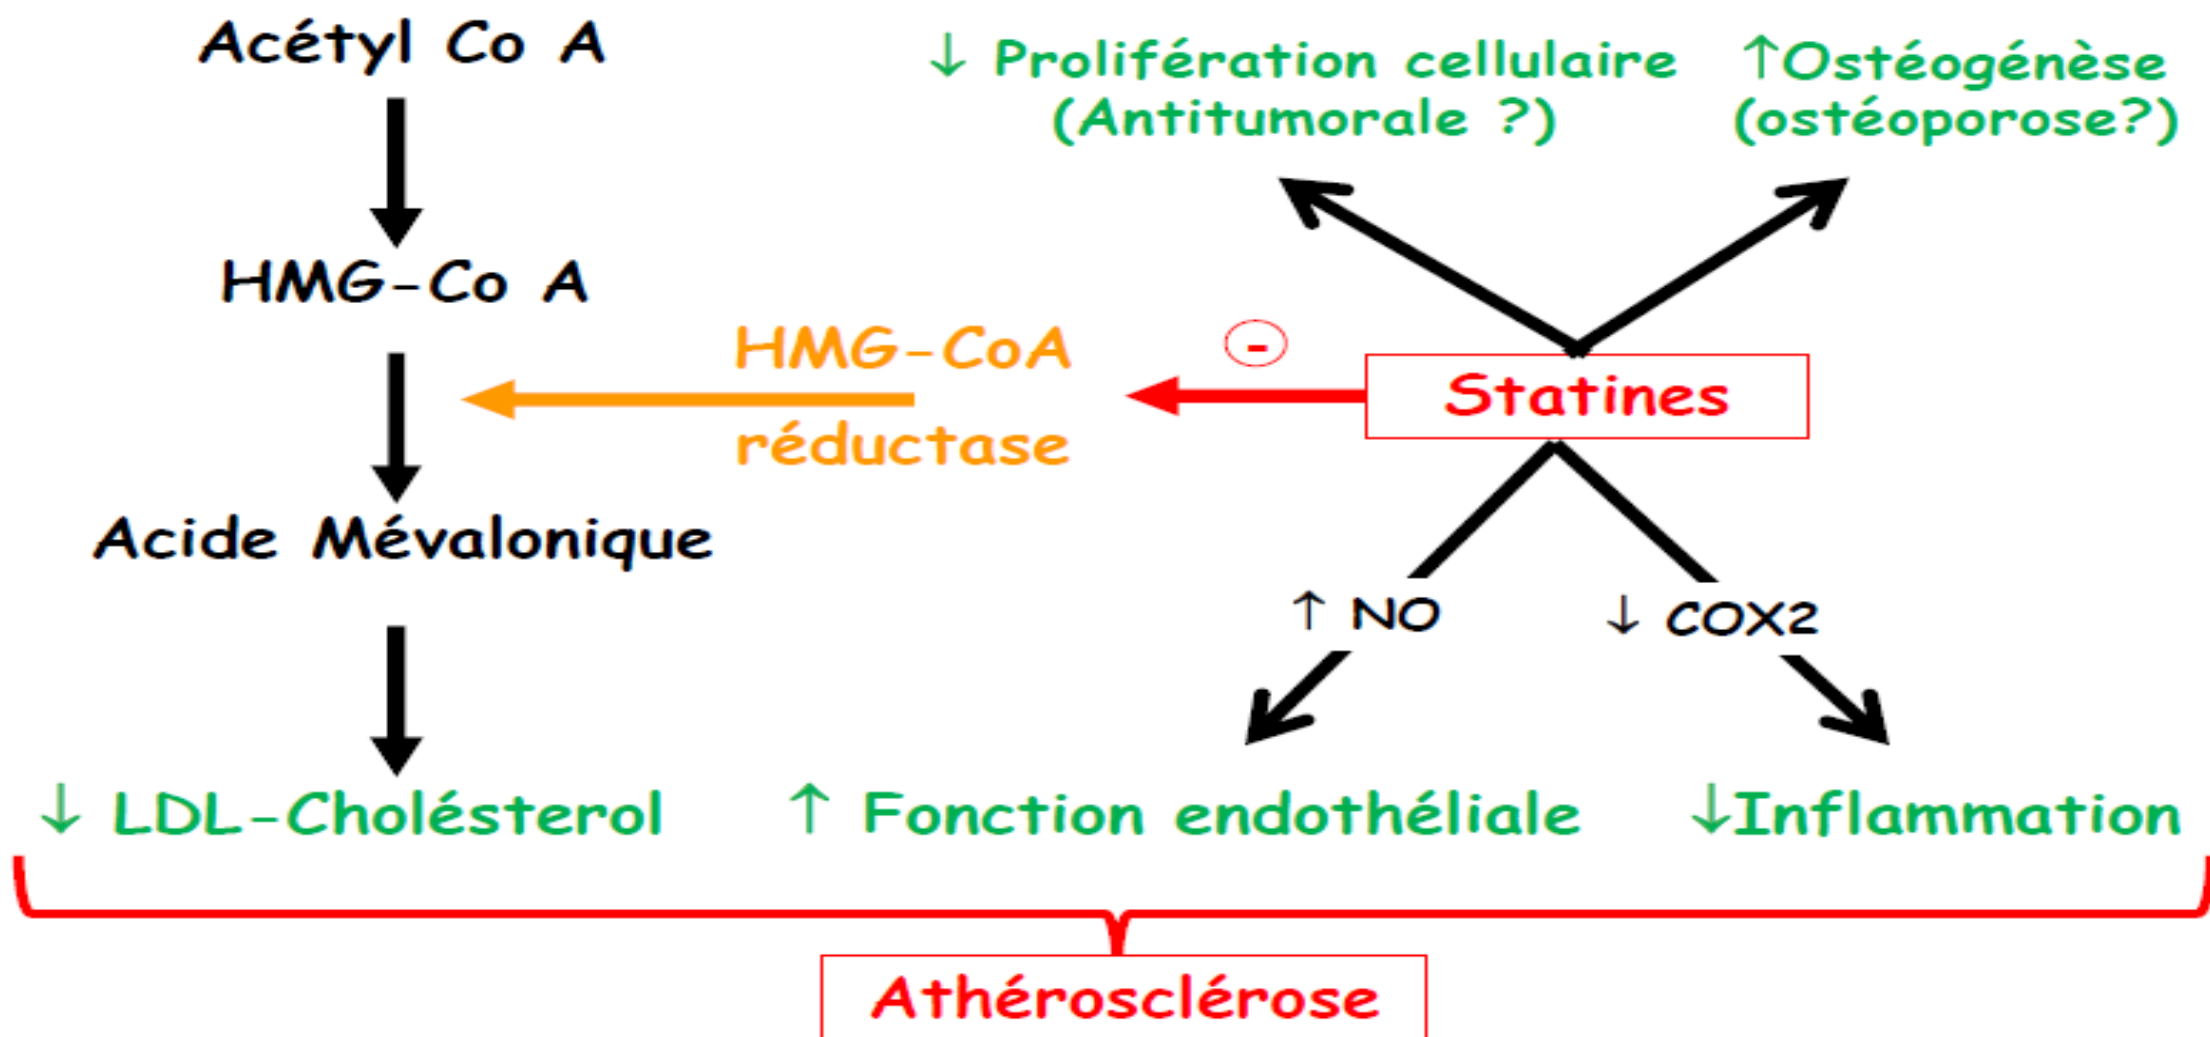 Acétyl Co A
↓ Prolifération cellulaire
(Antitumorale ?)
↑Ostéogénèse
(ostéoporose?)
HMG-Co A
HMG-CoA
réductase
-
Statines
Acide Mévalonique
↑ NO
↓ COX2
↓ LDL-Choléstérol
↑ Fonction endothéliale
↓Inflammation
Athérosclérose